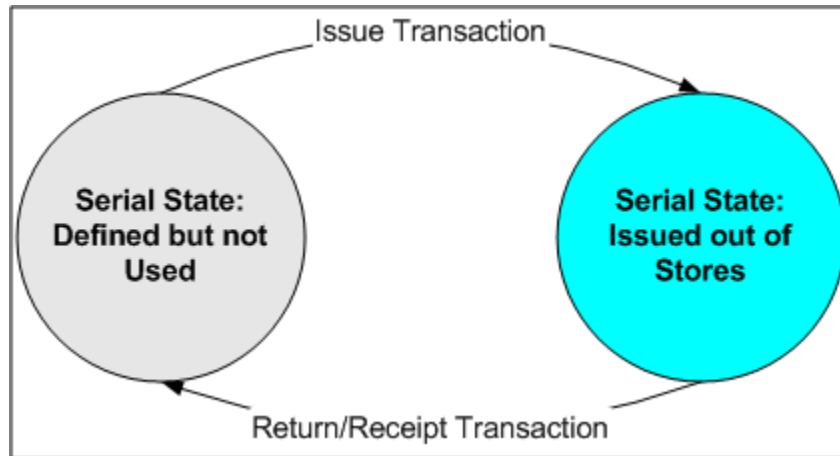 Issue Transaction
Serial State:
Defined but not
Used
Serial State:
Issued out of
Stores
Return/Receipt Transaction